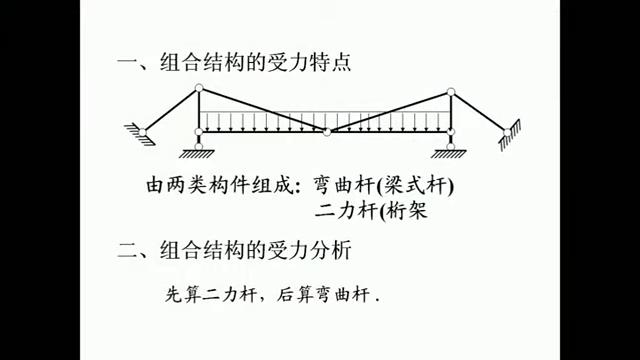 一、组合结构的受力特点
由两类构件组成: 弯曲杆(梁式杆)
二力杆(桁架
二、组合结构的受力分析
先算二力杆，后算弯曲杆 .